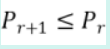 P_{r+1} ≤ P_r